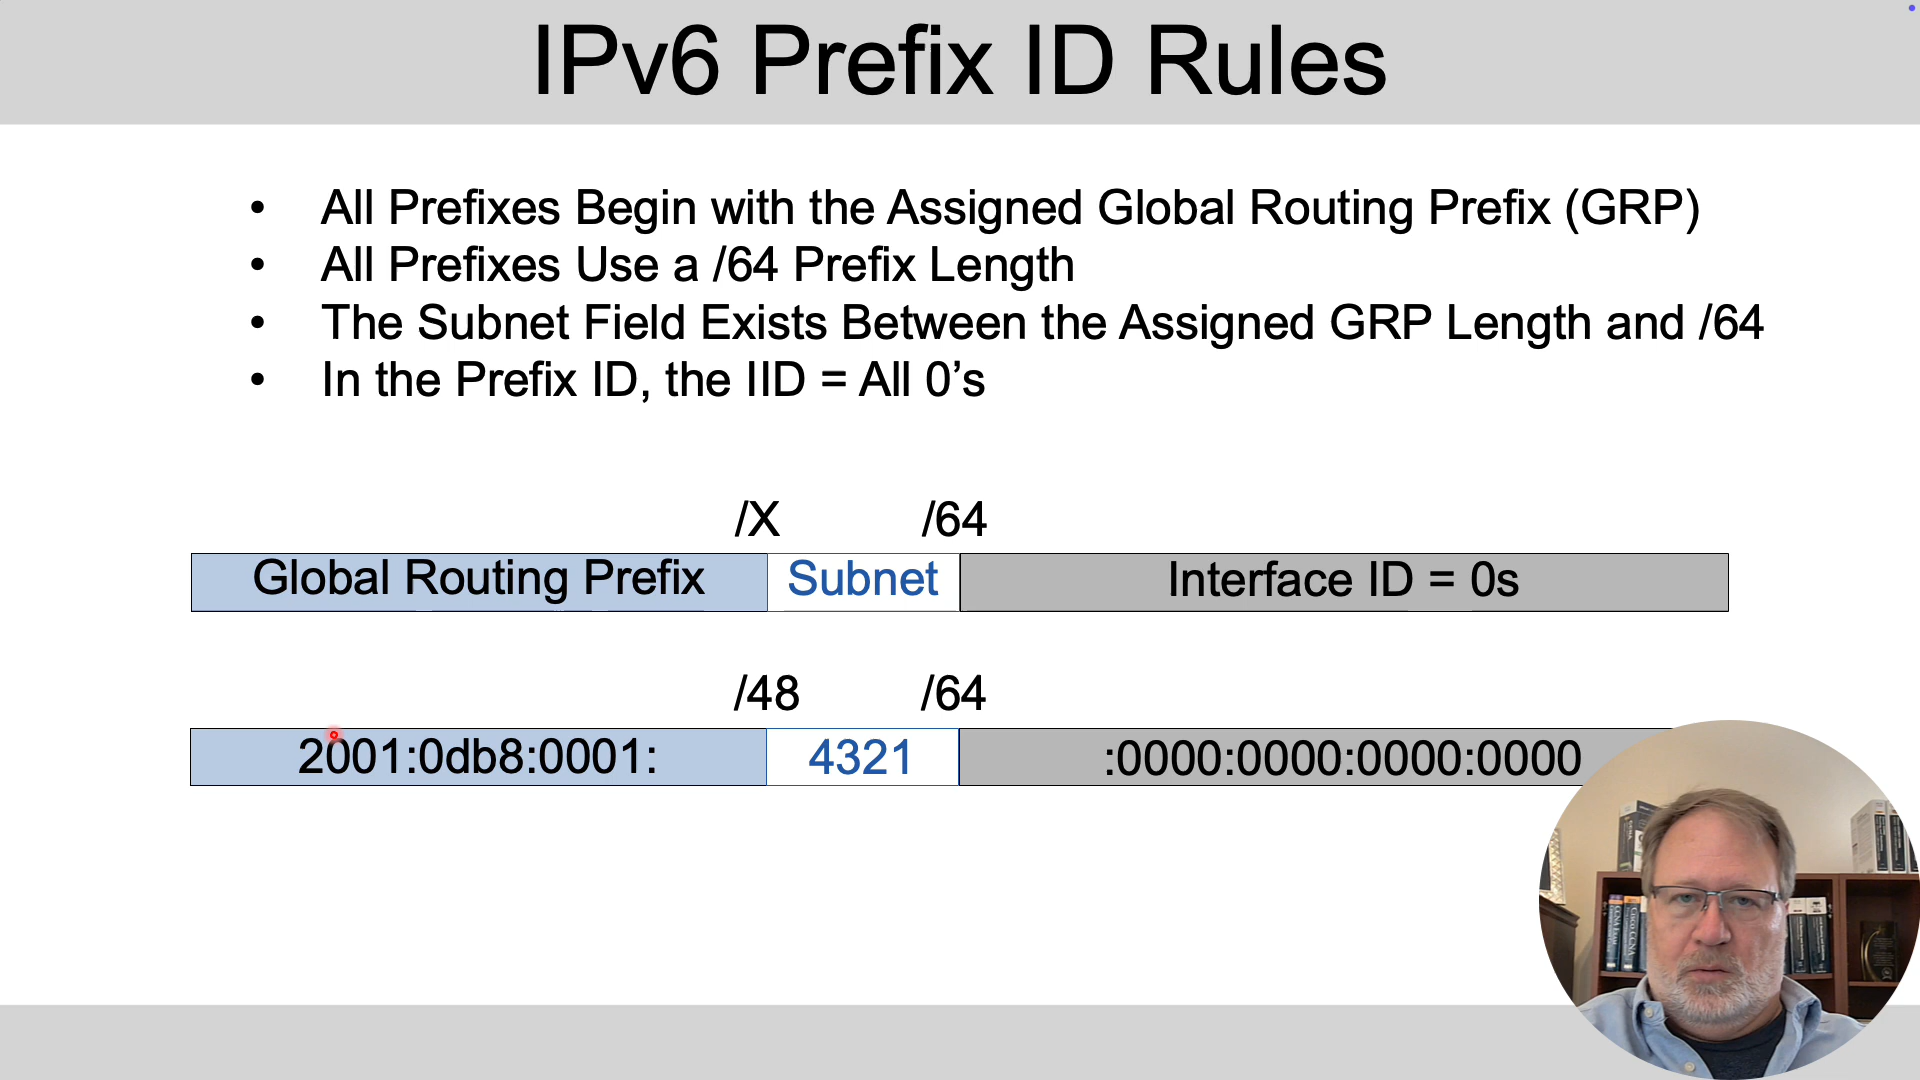 IPv6 Prefix ID Rules
• All Prefixes Begin with the Assigned Global Routing Prefix (GRP)
• All Prefixes Use a /64 Prefix Length
• The Subnet Field Exists Between the Assigned GRP Length and /64
• In the Prefix ID, the IID = All 0’s
/X /64
Global Routing Prefix Subnet Interface ID = 0s
/48 /64
2001:0db8:0001: 4321 :0000:0000:0000:0000